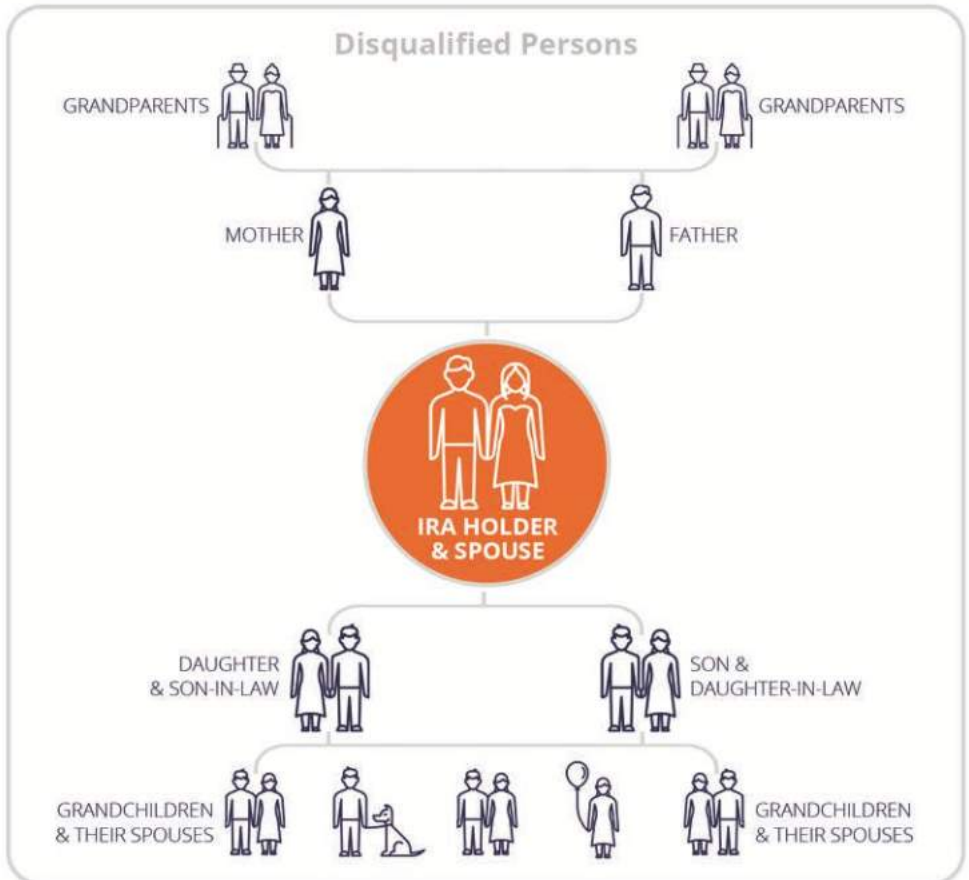 Disqualified Persons
GRANDPARENTS
GRANDPARENTS
MOTHER
FATHER
IRA HOLDER
& SPOUSE
DAUGHTER
& SON-IN-LAW
SON &
DAUGHTER-IN-LAW
GRANDCHILDREN
& THEIR SPOUSES
GRANDCHILDREN
& THEIR SPOUSES